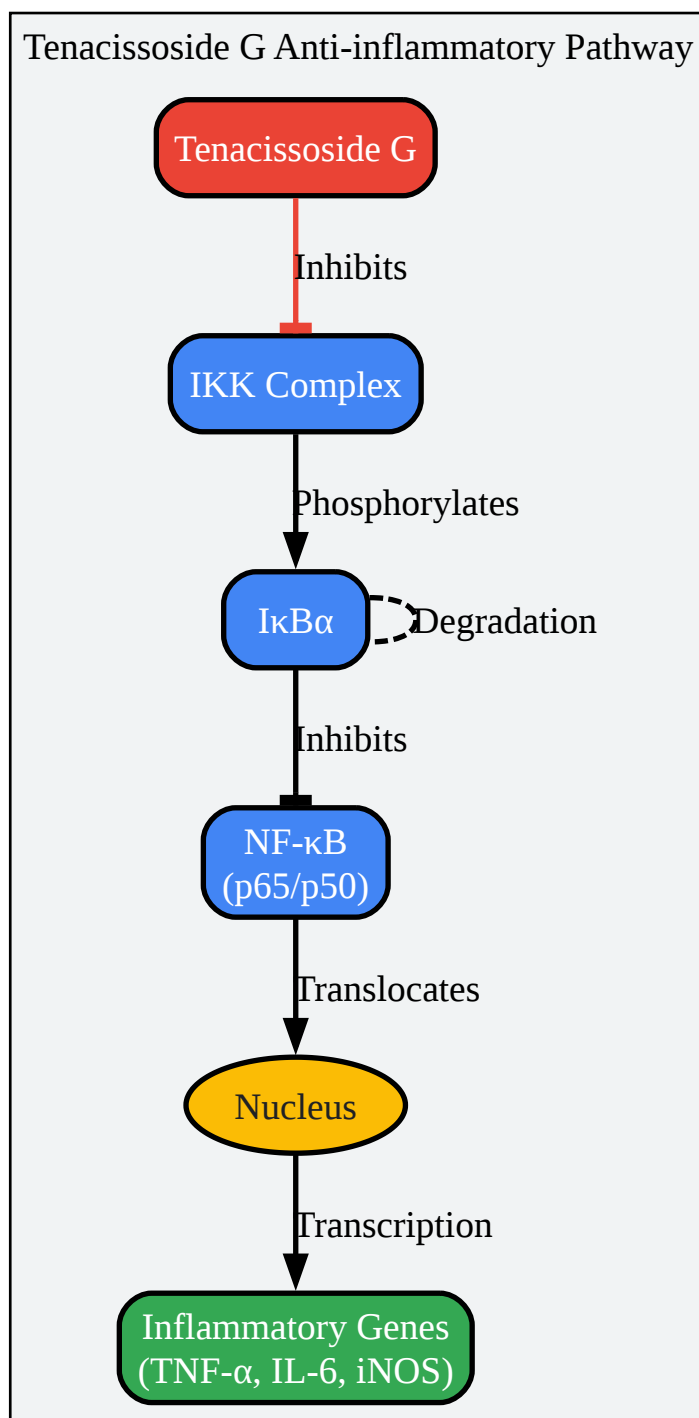 Tenacissoside G Anti-inflammatory Pathway
Tenacissoside G
Inhibits
IKK Complex
Phosphorylates
IκBα
Degradation
Inhibits
NF-κB
(p65/p50)
Translocates
Nucleus
Transcription
Inflammatory Genes
(TNF-α, IL-6, iNOS)